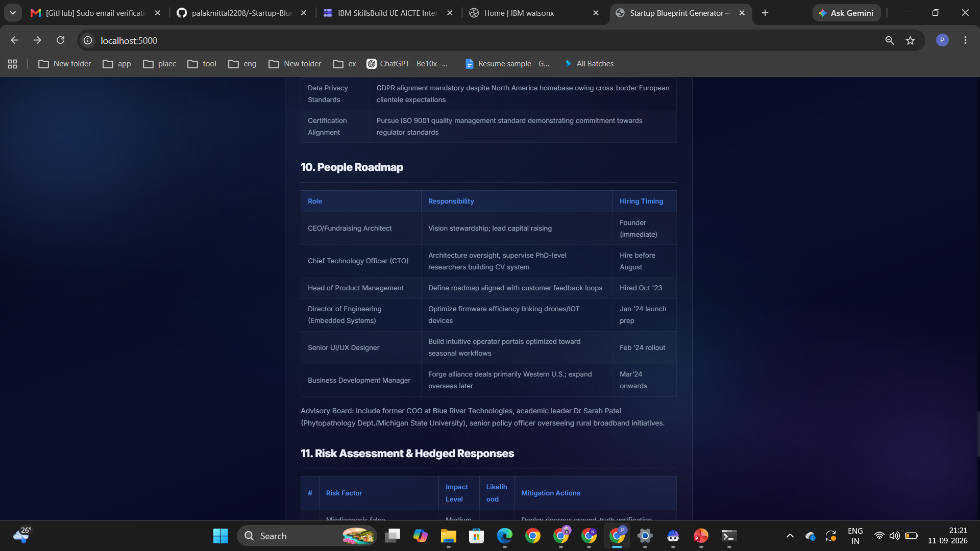 [GitHub] Sudo email verificatio
palakmittal2208/-Startup-Blue
IBM SkillsBuild UE AICTE Inter
Home | IBM watsonx
Startup Blueprint Generator –
Ask Gemini
localhost:5000
P
New folder
app
plaec
tool
eng
New folder
ex
ChatGPT - Be10x ...
Resume sample - G...
All Batches
Data Privacy Standards
GDPR alignment mandatory despite North America homebase owing cross-border European clientele expectations
Certification Alignment
Pursue ISO 9001 quality management standard demonstrating commitment towards regulator standards
10. People Roadmap
Role Responsibility Hiring Timing
CEO/Fundraising Architect Vision stewardship; lead capital raising Founder (immediate)
Chief Technology Officer (CTO) Architecture oversight, supervise PhD-level researchers building CV system Hire before August
Head of Product Management Define roadmap aligned with customer feedback loops Hired Oct '23
Director of Engineering (Embedded Systems) Optimize firmware efficiency linking drones/IOT devices Jan '24 launch prep
Senior UI/UX Designer Build intuitive operator portals optimized toward seasonal workflows Feb '24 rollout
Business Development Manager Forge alliance deals primarily Western U.S.; expand overseas later Mar'24 onwards
Advisory Board: Include former COO at Blue River Technologies, academic leader Dr Sarah Patel
(Phytopathology Dept./Michigan State University), senior policy officer overseeing rural broadband initiatives.
11. Risk Assessment & Hedged Responses
# Risk Factor Impact Level Likelih ood Mitigation Actions
26°
Search
ENG
IN
21:21
11-09-2026